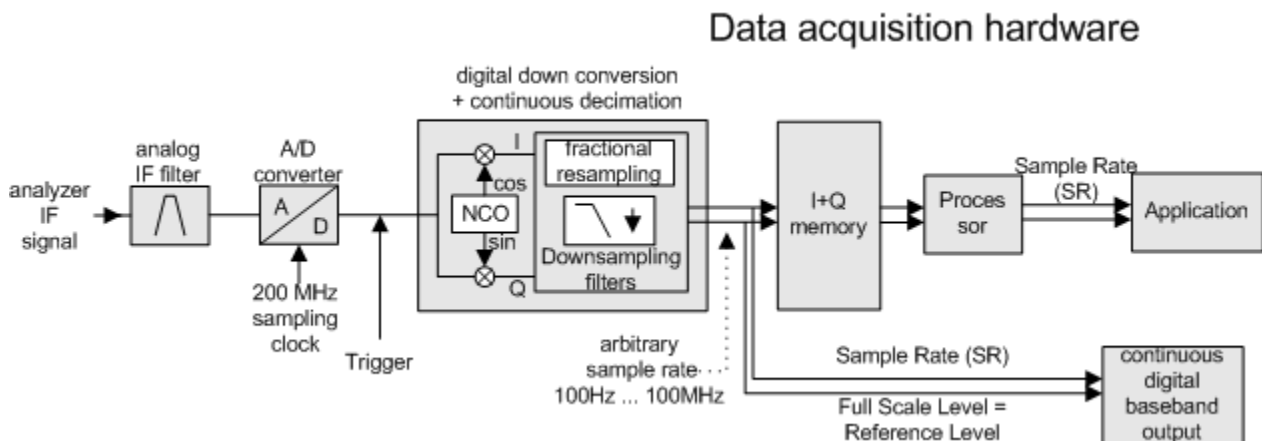 Data acquisition hardware
digital down conversion
+ continuous decimation
analog
IF filter
A/D
converter
analyzer
IF
signal
A
D
200 MHz
sampling
clock
Trigger
I
cos
NCO
sin
Q
fractional
resampling
Downsampling
filters
arbitrary
sample rate
100Hz ... 100MHz
I+Q
memory
Proces
sor
Sample Rate
(SR)
Application
Sample Rate (SR)
Full Scale Level =
Reference Level
continuous
digital
baseband
output